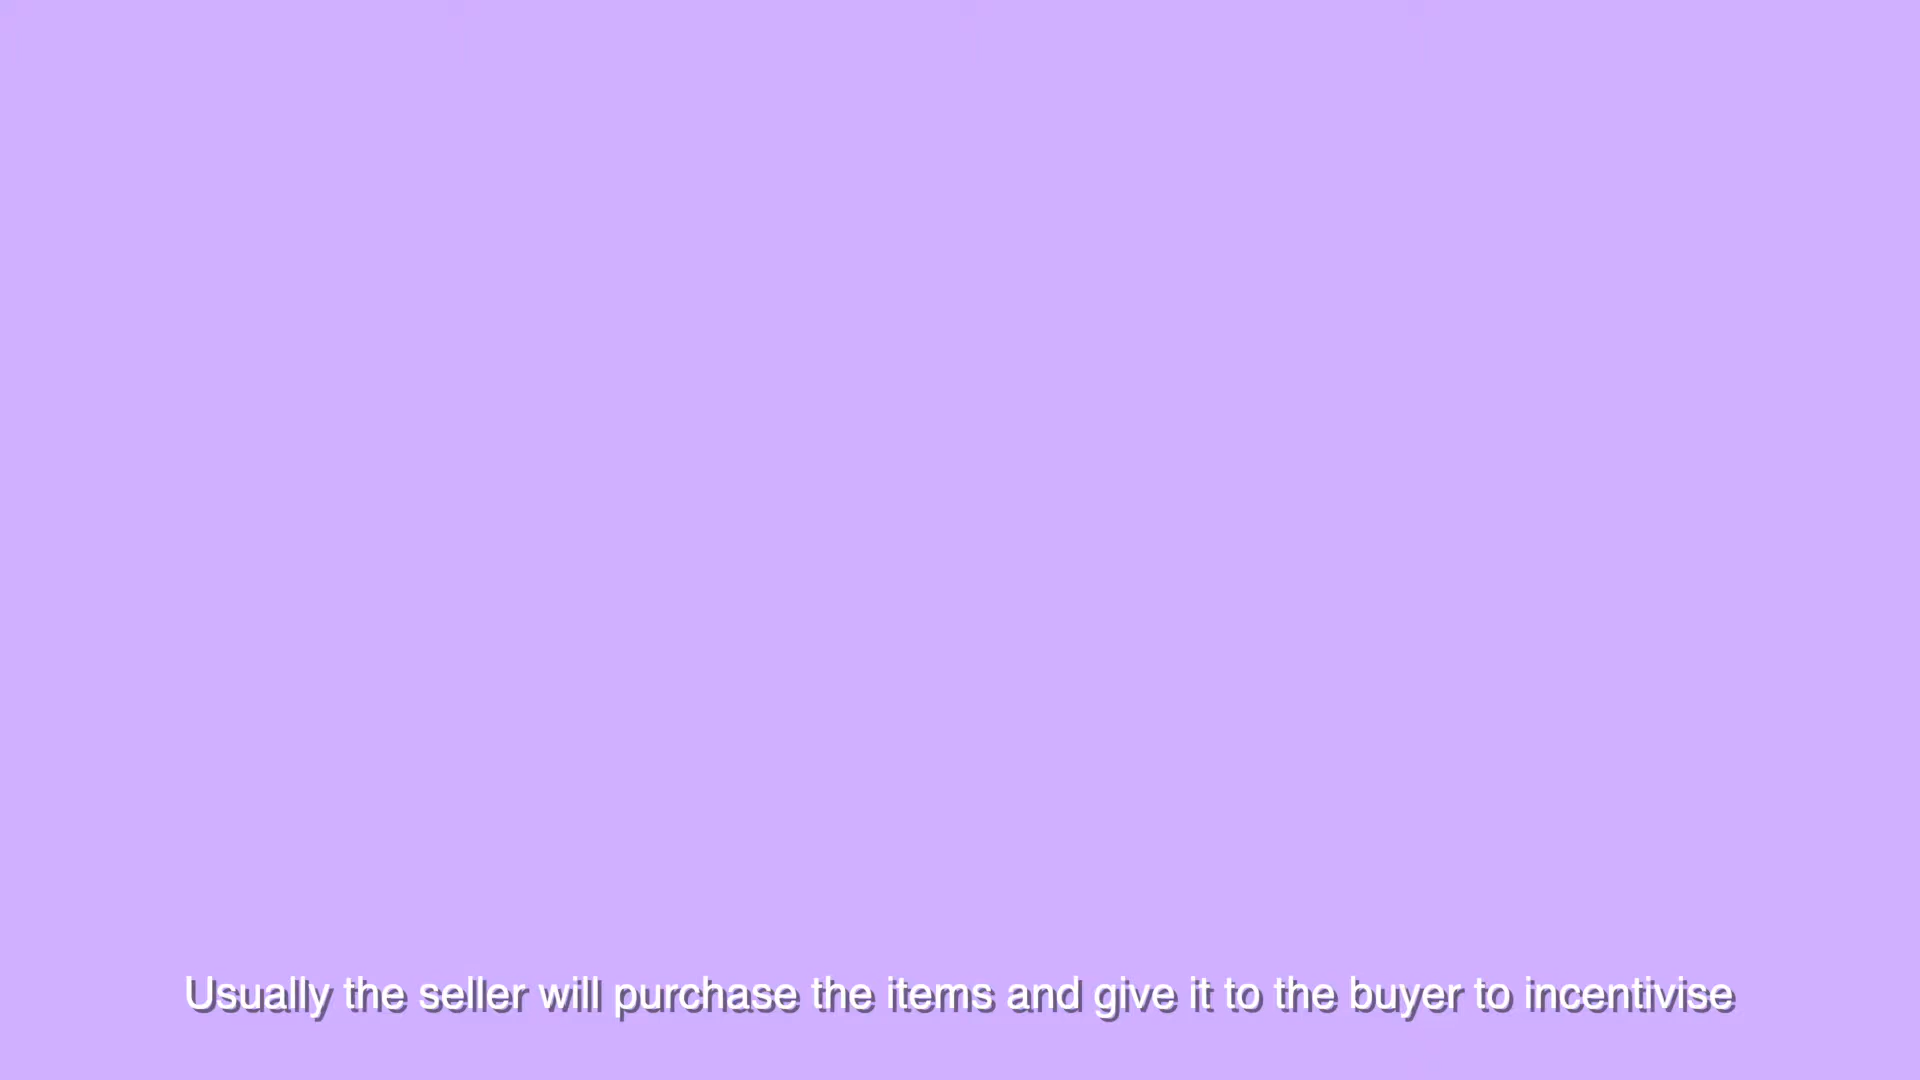 Usually the seller will purchase the items and give it to the buyer to incentivise